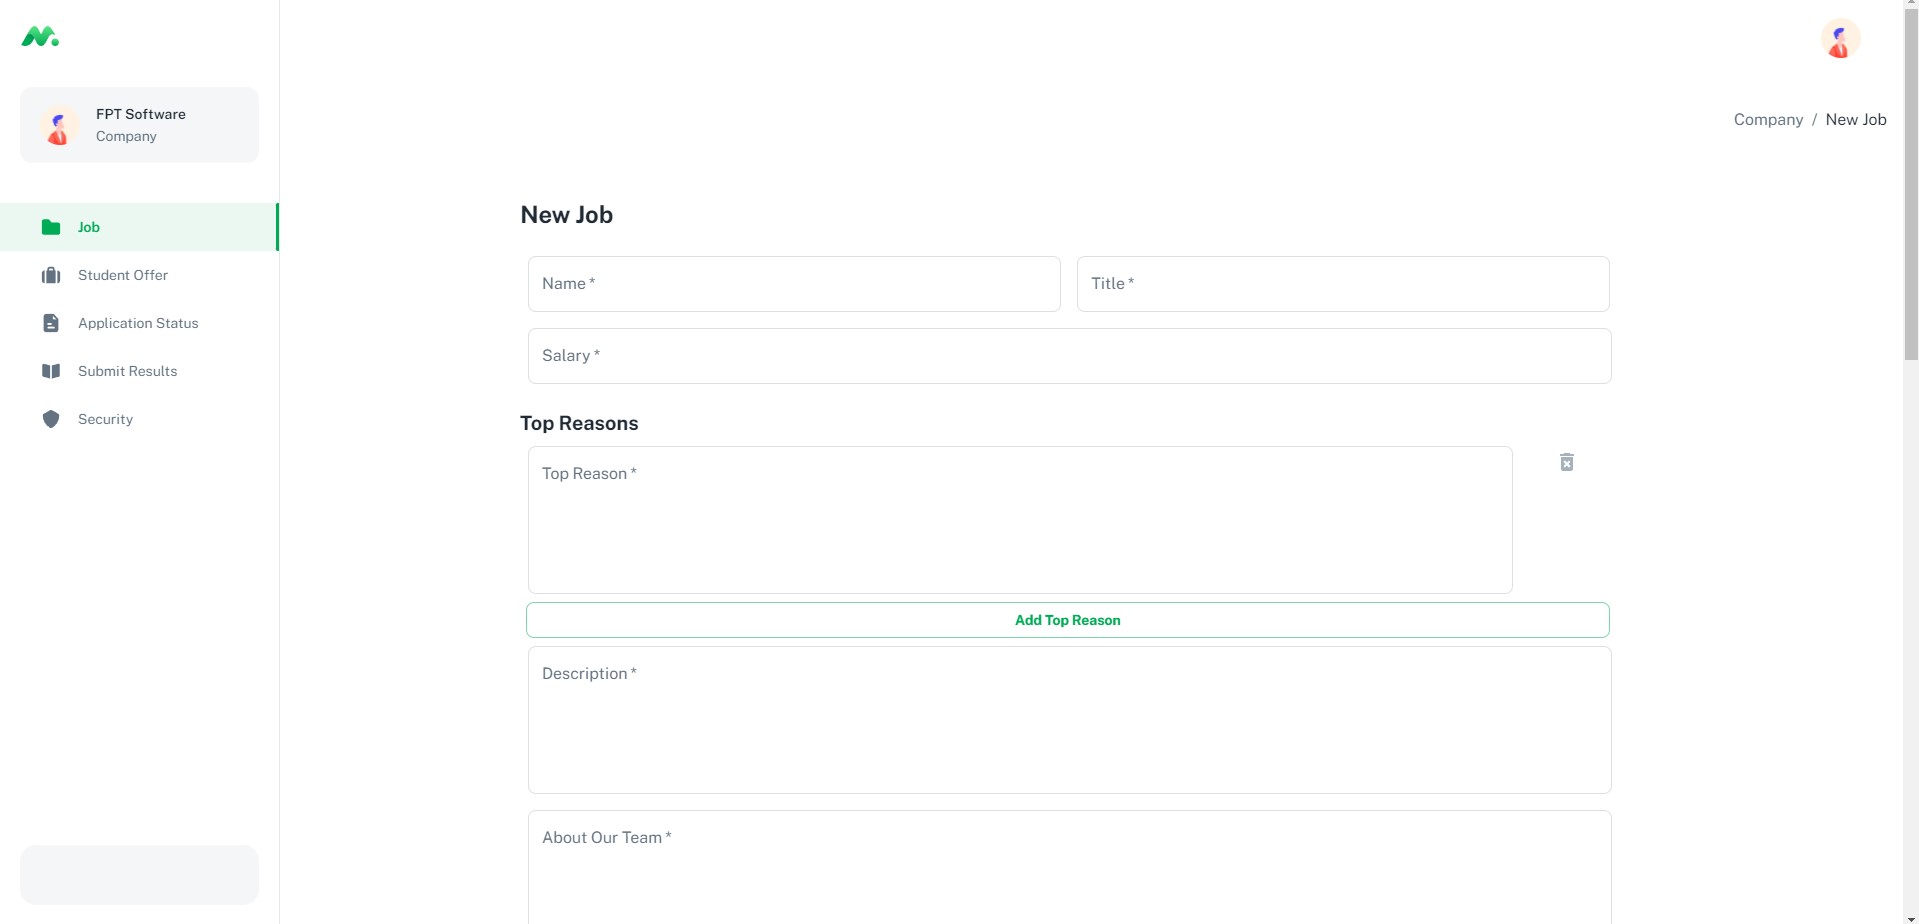 FPT Software
Company
Job
Student Offer
Application Status
Submit Results
Security
Company / New Job
New Job
Name *
Title *
Salary *
Top Reasons
Top Reason *
Add Top Reason
Description *
About Our Team *